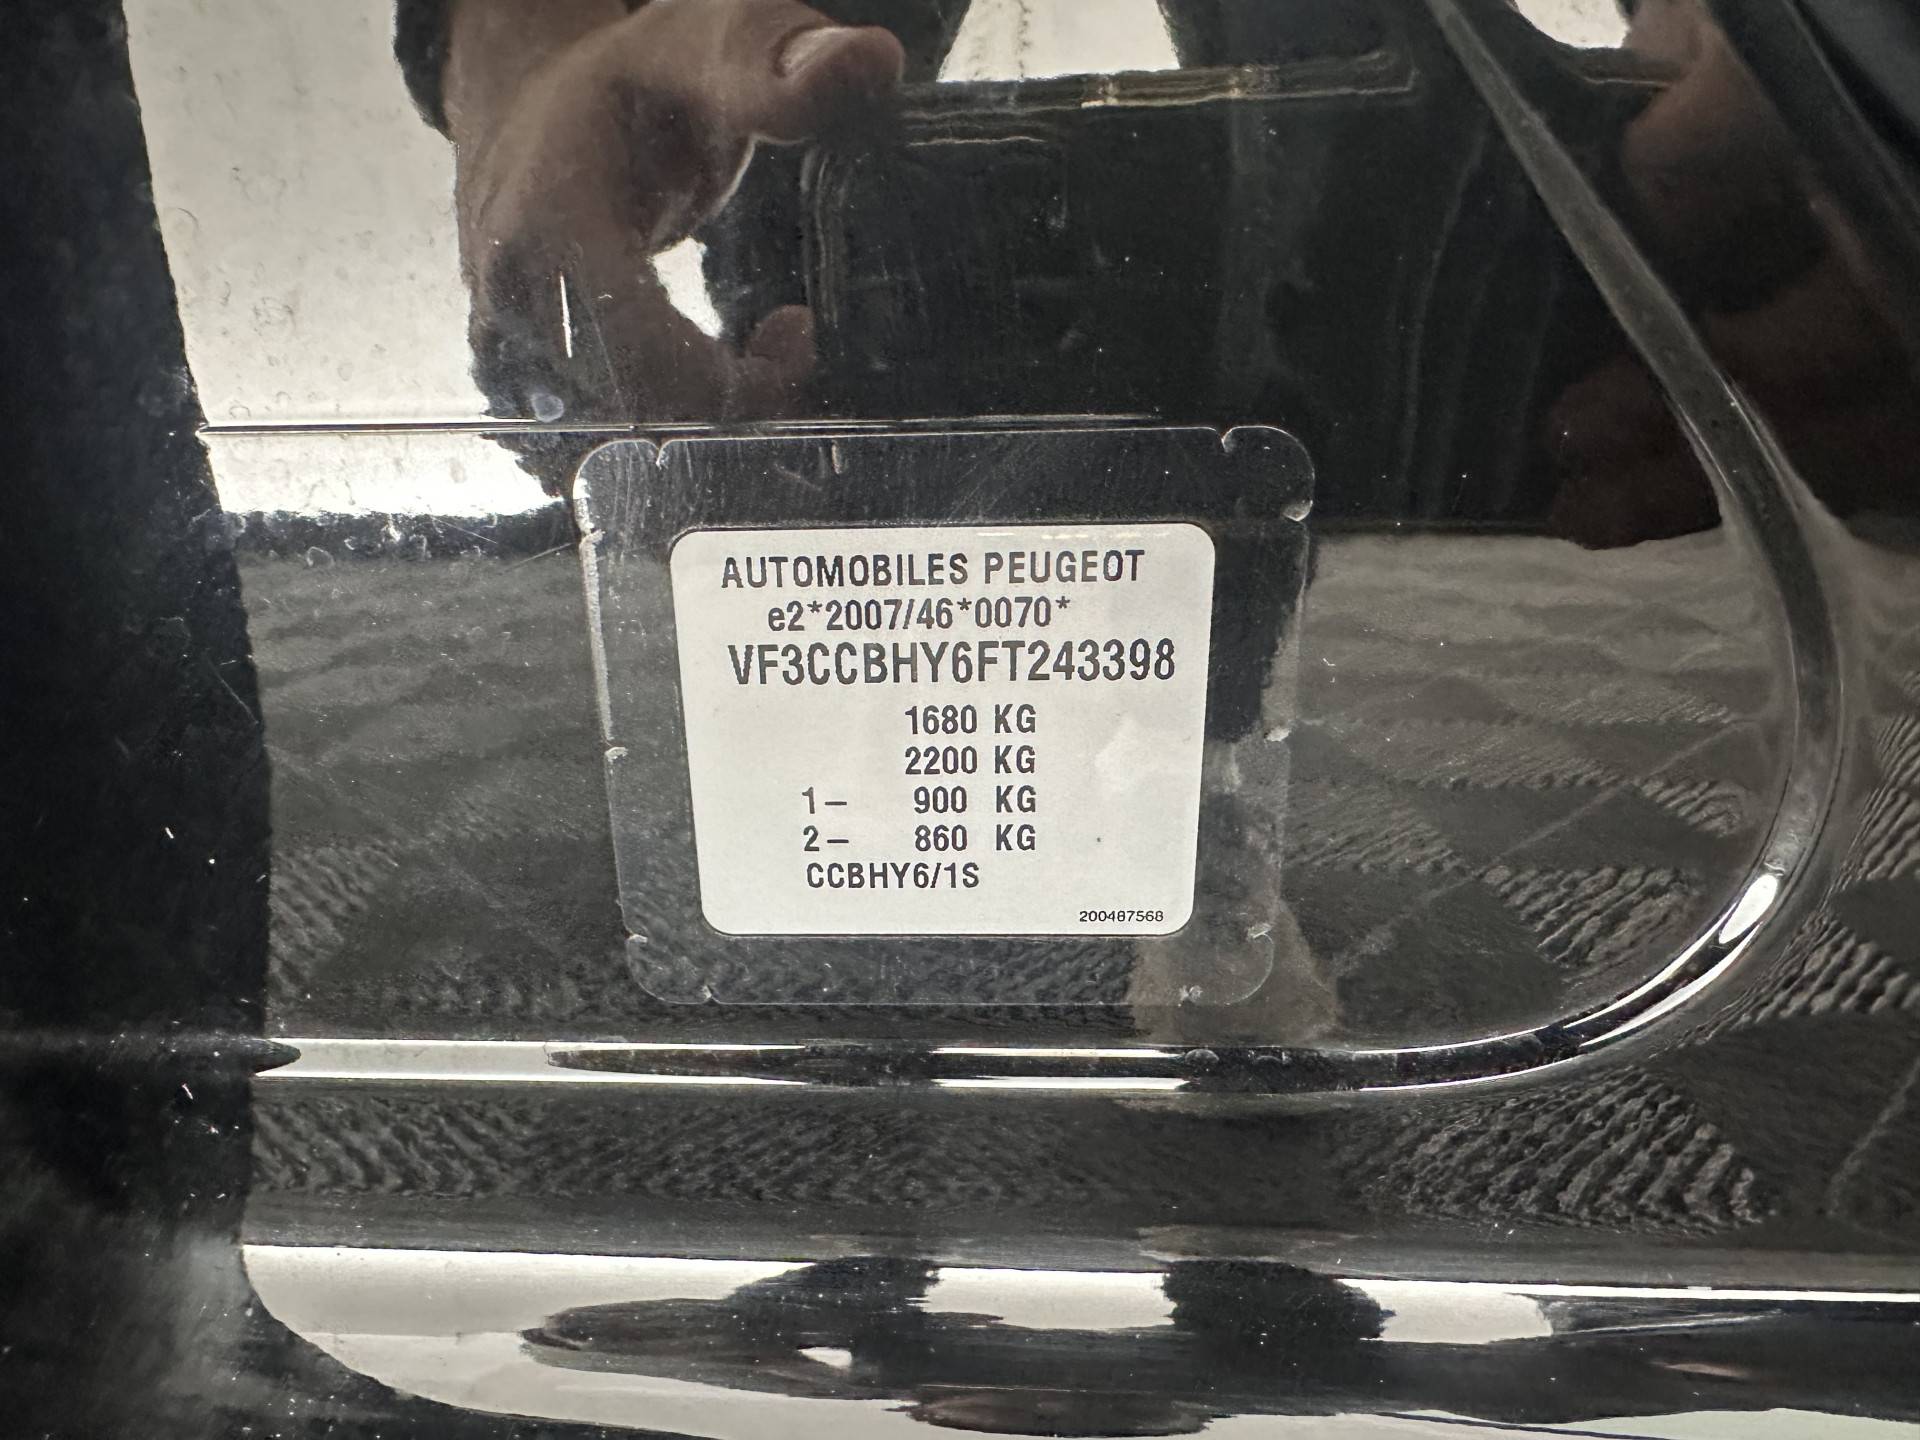 AUTOMOBILES PEUGEOT
e2*2007/46*0070*
VF3CCBHY6FT243398
1680 KG
2200 KG
1– 900 KG
2– 860 KG
CCBHY6/1S
200487568